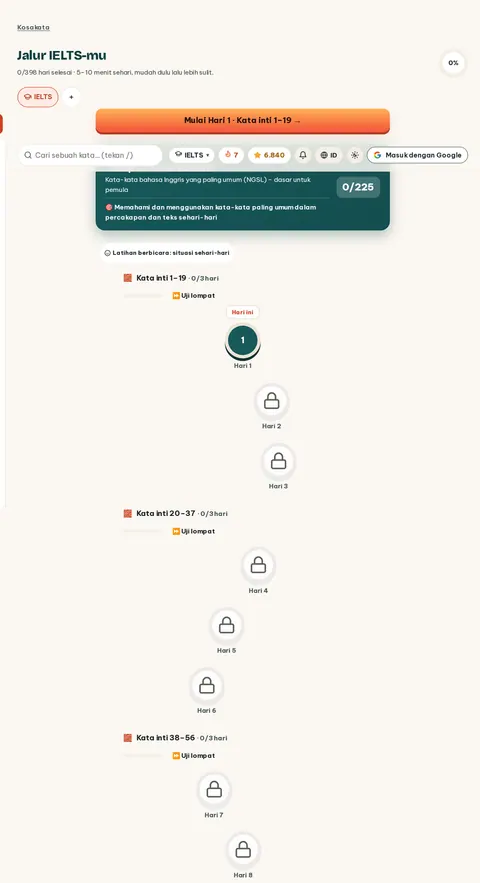 Kosakata
Jalur IELTS-mu
0/398 hari selesai · 5–10 menit sehari, mudah dulu lalu lebih sulit.
0%
IELTS
+
Mulai Hari 1 · Kata inti 1–19 →
Cari sebuah kata... (tekan /)
IELTS
7
6.840
ID
Masuk dengan Google
Kata-kata bahasa Inggris yang paling umum (NGSL) – dasar untuk
pemula
0/225
Memahami dan menggunakan kata-kata paling umum dalam
percakapan dan teks sehari-hari
Latihan berbicara: situasi sehari-hari
Kata inti 1–19 · 0/3 hari
Uji lompat
Hari ini
1
Hari 1
Hari 2
Hari 3
Kata inti 20–37 · 0/3 hari
Uji lompat
Hari 4
Hari 5
Hari 6
Kata inti 38–56 · 0/3 hari
Uji lompat
Hari 7
Hari 8